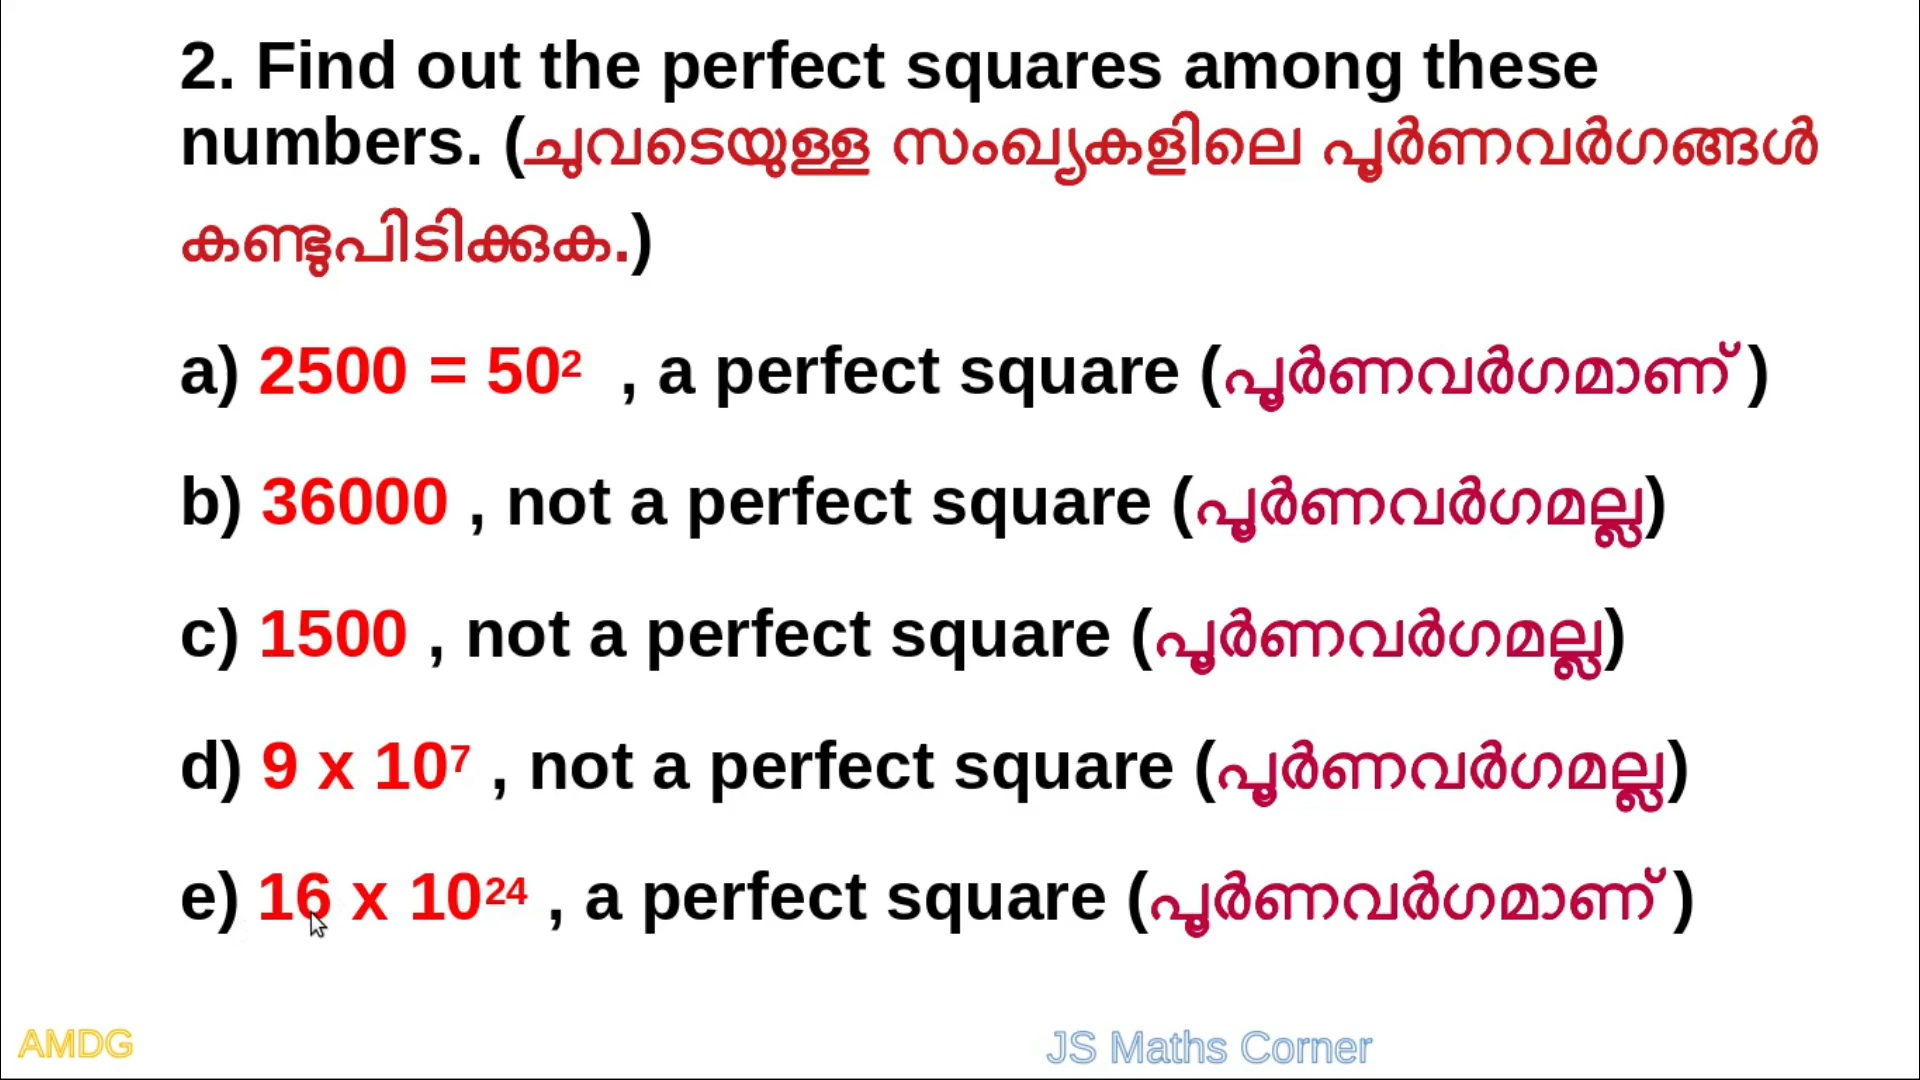 2. Find out the perfect squares among these
numbers. (ചുവടെയുള്ള സംഖ്യകളിലെ പൂർണവർഗങ്ങൾ
കണ്ടുപിടിക്കുക.)
a) 2500 = 50² , a perfect square (പൂർണവർഗമാണ്)
b) 36000 , not a perfect square (പൂർണവർഗമല്ല)
c) 1500 , not a perfect square (പൂർണവർഗമല്ല)
d) 9 x 10⁷ , not a perfect square (പൂർണവർഗമല്ല)
e) 16 x 10²⁴ , a perfect square (പൂർണവർഗമാണ്)
AMDG
JS Maths Corner